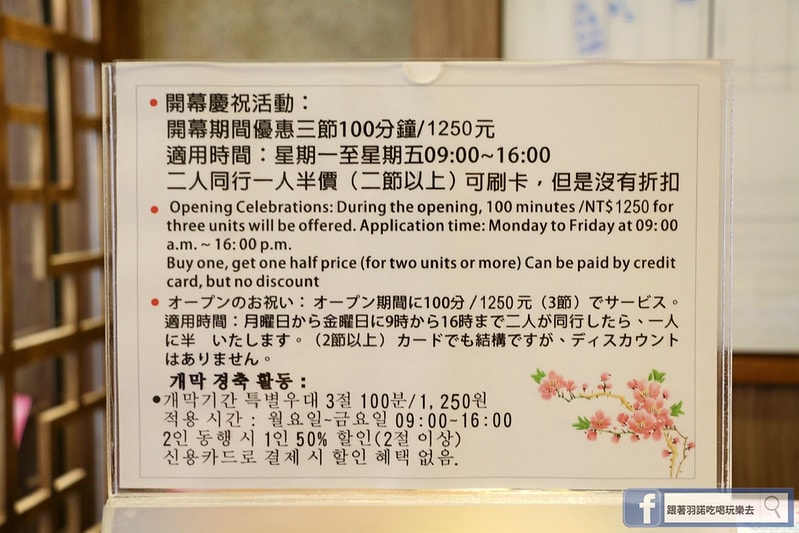 • 開幕慶祝活動：
開幕期間優惠三節100分鐘/1250元
適用時間：星期一至星期五09:00~16:00
二人同行一人半價（二節以上）可刷卡，但是沒有折扣
• Opening Celebrations: During the opening, 100 minutes /NT$1250 for
three units will be offered. Application time: Monday to Friday at 09: 00
a.m. ~ 16: 00 p.m.
Buy one, get one half price (for two units or more) Can be paid by credit
card, but no discount
• オープンのお祝い： オープン期間に100分 / 1250元（3節）でサービス。
適用時間：月曜日から金曜日に9時から16時まで二人が同行したら、一人
に半　いたします。（2節以上）カードでも結構ですが、ディスカウント
はありません。
개막 경축 활동 :
•개막기간 特별우대 3절 100분/1, 250원
적용 시간 : 월요일~금요일 09:00~16:00
2인 동행 시 1인 50% 할인(2절 이상)
신용카드로 결제 시 할인 혜택 없음.
f 跟著羽諾吃喝玩樂去